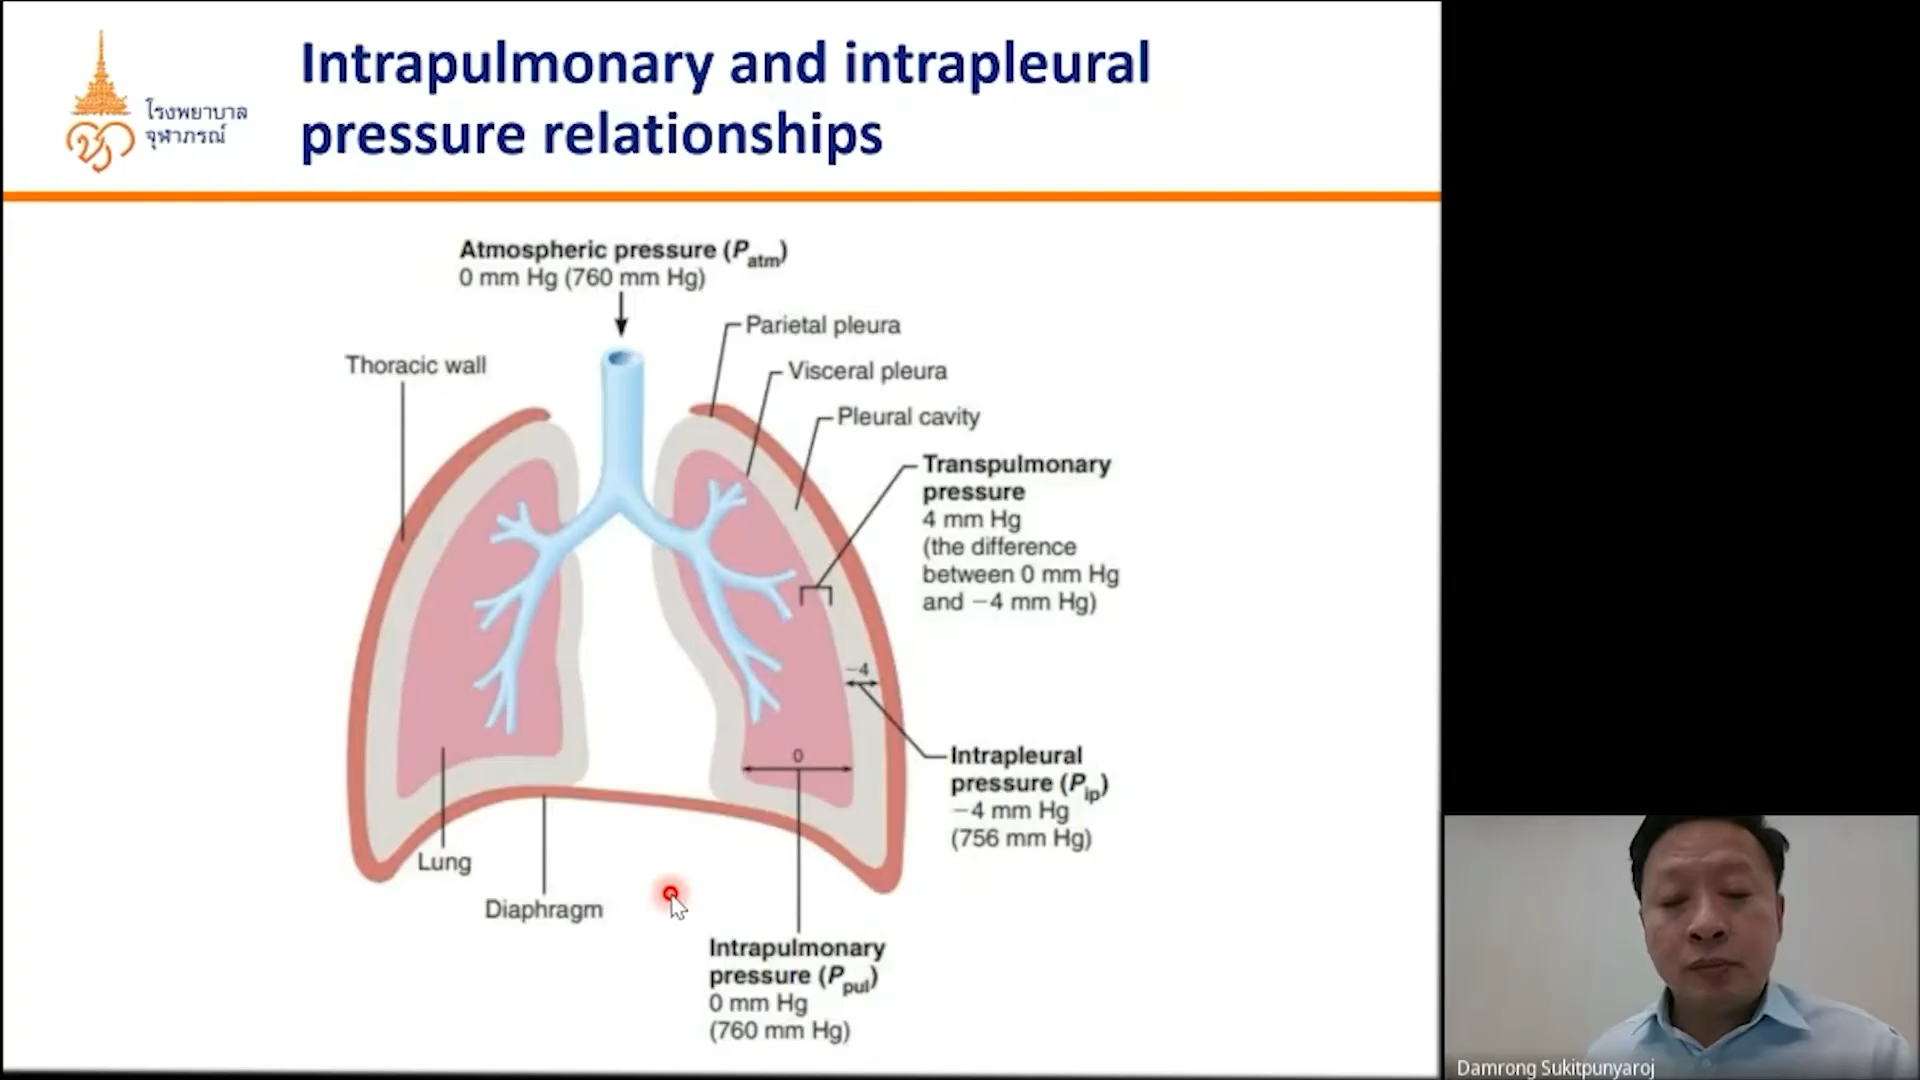 โรงพยาบาล
จุฬาภรณ์
Intrapulmonary and intrapleural
pressure relationships
Atmospheric pressure (Patm)
0 mm Hg (760 mm Hg)
Parietal pleura
Thoracic wall
Visceral pleura
Pleural cavity
Transpulmonary
pressure
4 mm Hg
(the difference
between 0 mm Hg
and −4 mm Hg)
−4
0
Intrapleural
pressure (Pip)
−4 mm Hg
(756 mm Hg)
Lung
Diaphragm
Intrapulmonary
pressure (Ppul)
0 mm Hg
(760 mm Hg)
Damrong Sukitpunyaroj